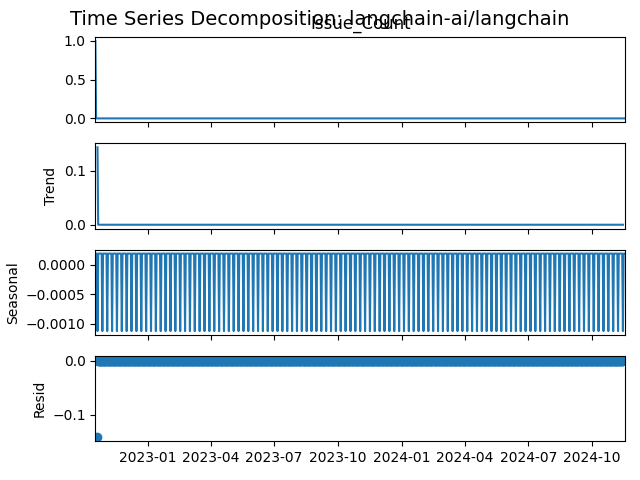 Time Series Decomposition: langchain-ai/langchain
Issue_Count
1.0
0.5
0.0
Trend
0.1
0.0
Seasonal
0.0000
−0.0005
−0.0010
Resid
0.0
−0.1
2023-01 2023-04 2023-07 2023-10 2024-01 2024-04 2024-07 2024-10